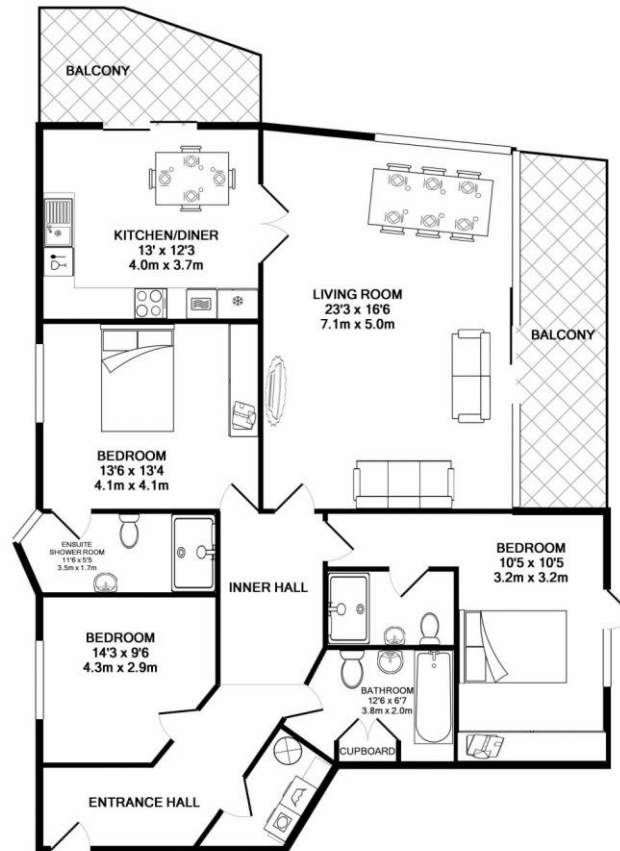 BALCONY
KITCHEN/DINER
13' x 12'3
4.0m x 3.7m
LIVING ROOM
23'3 x 16'6
7.1m x 5.0m
BALCONY
BEDROOM
13'6 x 13'4
4.1m x 4.1m
ENSUITE
SHOWER ROOM
11'6 x 5'5
3.5m x 1.7m
BEDROOM
10'5 x 10'5
3.2m x 3.2m
INNER HALL
BEDROOM
14'3 x 9'6
4.3m x 2.9m
BATHROOM
12'6 x 6'7
3.8m x 2.0m
CUPBOARD
ENTRANCE HALL